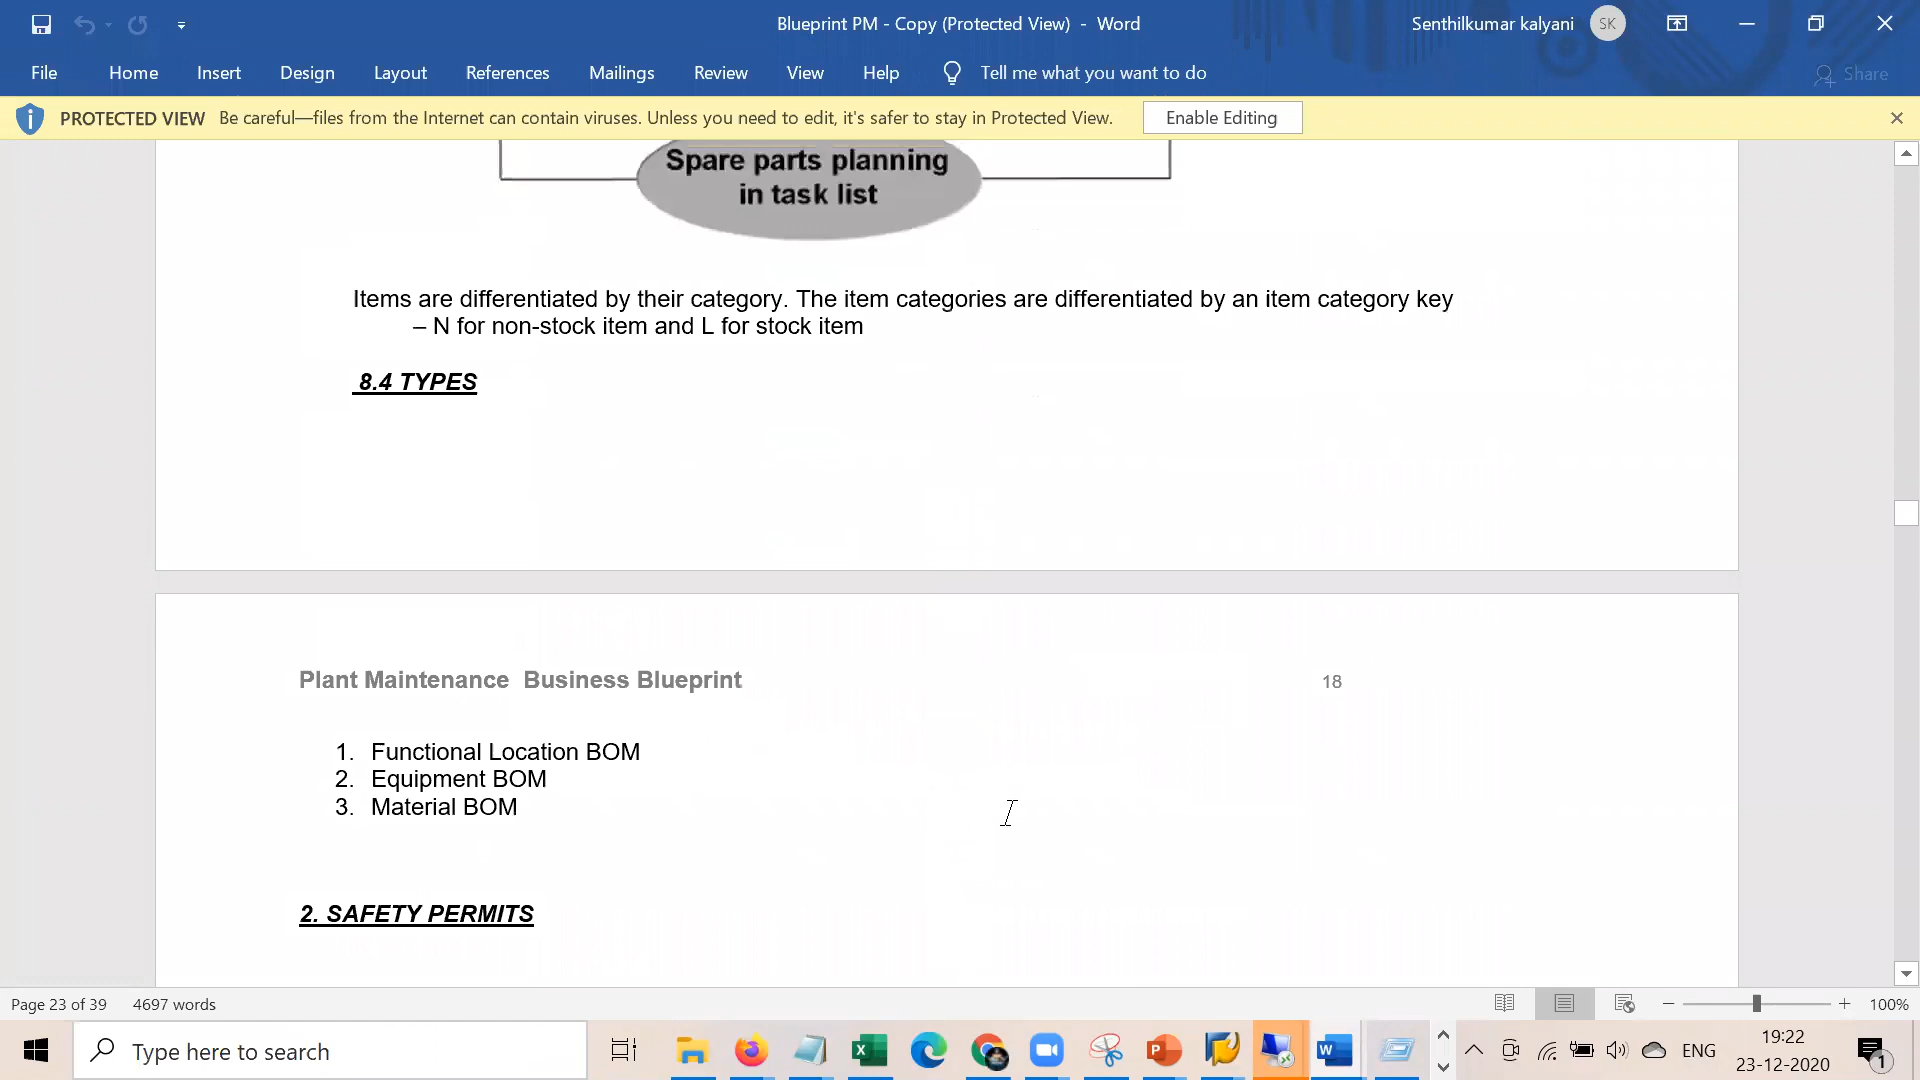 Blueprint PM - Copy (Protected View) - Word
Senthilkumar kalyani SK
File Home Insert Design Layout References Mailings Review View Help Tell me what you want to do Share
PROTECTED VIEW Be careful—files from the Internet can contain viruses. Unless you need to edit, it's safer to stay in Protected View. Enable Editing
Spare parts planning
in task list
Items are differentiated by their category. The item categories are differentiated by an item category key
– N for non-stock item and L for stock item
8.4 TYPES
Plant Maintenance Business Blueprint 18
1. Functional Location BOM
2. Equipment BOM
3. Material BOM
2. SAFETY PERMITS
Page 23 of 39 4697 words 100%
Type here to search
ENG
19:22
23-12-2020
1